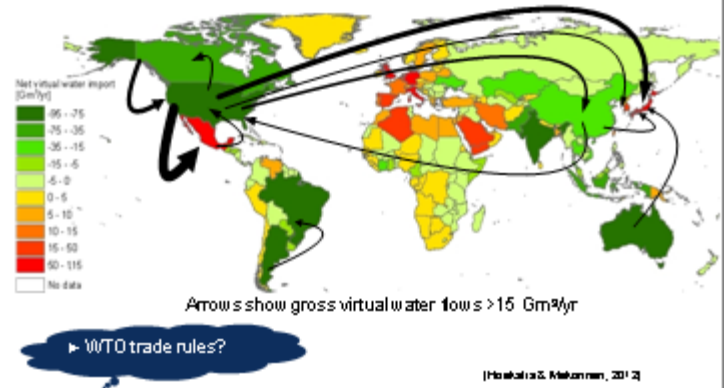 Net virtual water import
[Gm³/yr]
-95 - -75
-75 - -35
-35 - -15
-15 - -5
-5 - 0
0 - 5
5 - 10
10 - 15
15 - 50
50 - 115
No data
Arrows show gross virtual water flows >15 Gm³/yr
► WTO trade rules?
(Hoekstra & Mekonnen, 2012)